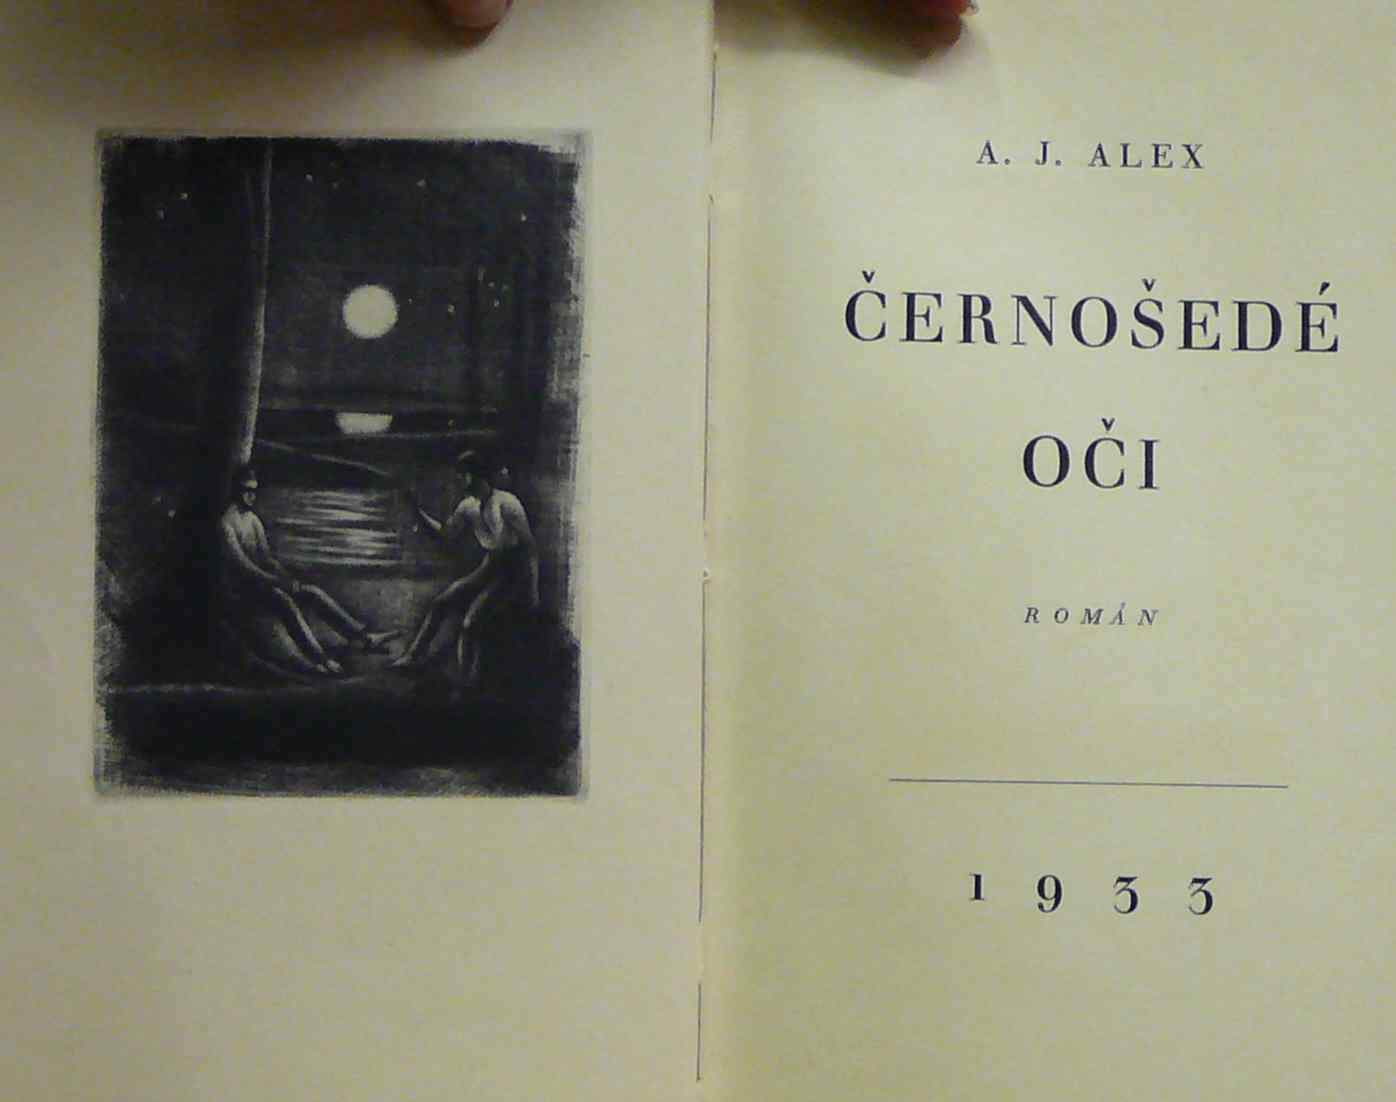 A. J. ALEX
ČERNOŠEDÉ
OČI
ROMÁN
1933